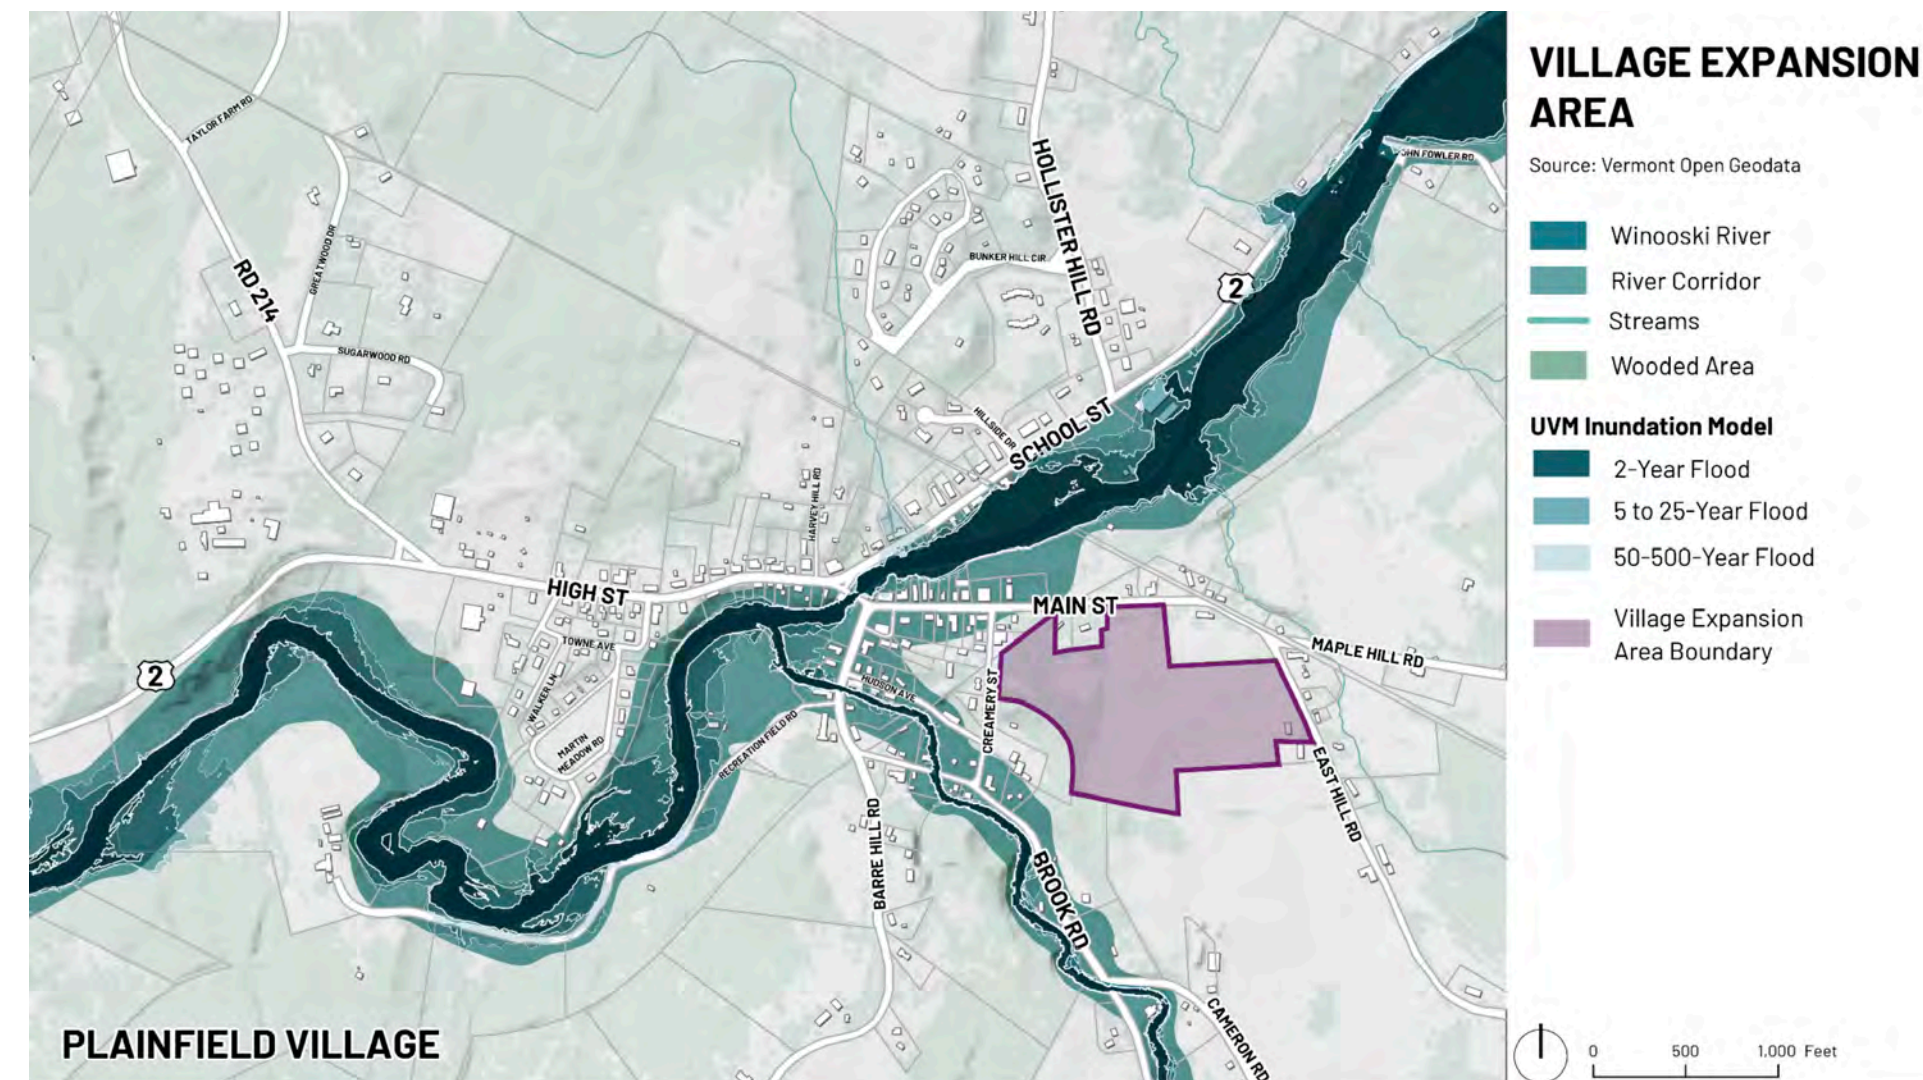 VILLAGE EXPANSION
AREA
Source: Vermont Open Geodata
Winooski River
River Corridor
Streams
Wooded Area
UVM Inundation Model
2-Year Flood
5 to 25-Year Flood
50-500-Year Flood
Village Expansion
Area Boundary
0 500 1,000 Feet
TAYLOR FARM RD
RD 214
GREATWOOD DR
SUGARWOOD RD
HOLLISTER HILL RD
BUNKER HILL CIR
JOHN FOWLER RD
2
HILLSIDE DR
SCHOOL ST
HARVEY HILL RD
HIGH ST
MAIN ST
TOWNE AVE
WALKER LN
MARTIN
MEADOW RD
RECREATION FIELD RD
HUDSON AVE
CREAMERY ST
MAPLE HILL RD
EAST HILL RD
2
BARRE HILL RD
BROOK RD
CAMERON RD
PLAINFIELD VILLAGE